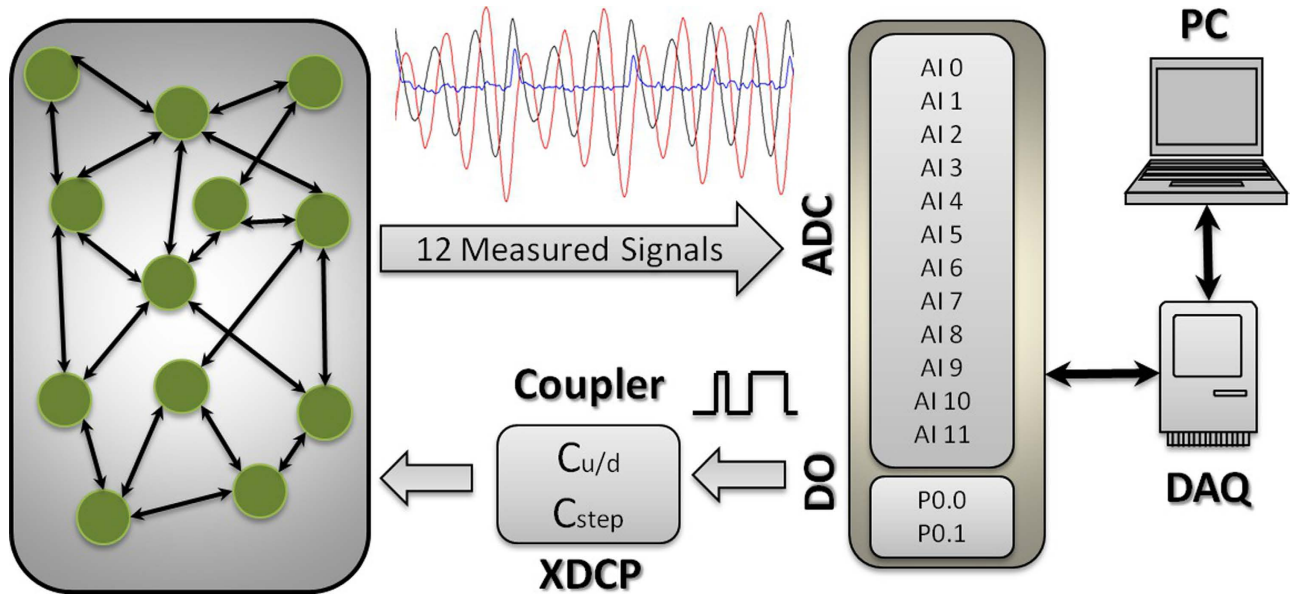 PC
AI 0
AI 1
AI 2
AI 3
AI 4
AI 5
AI 6
AI 7
AI 8
AI 9
AI 10
AI 11
ADC
12 Measured Signals
Coupler
Cu/d
Cstep
XDCP
DO
P0.0
P0.1
DAQ